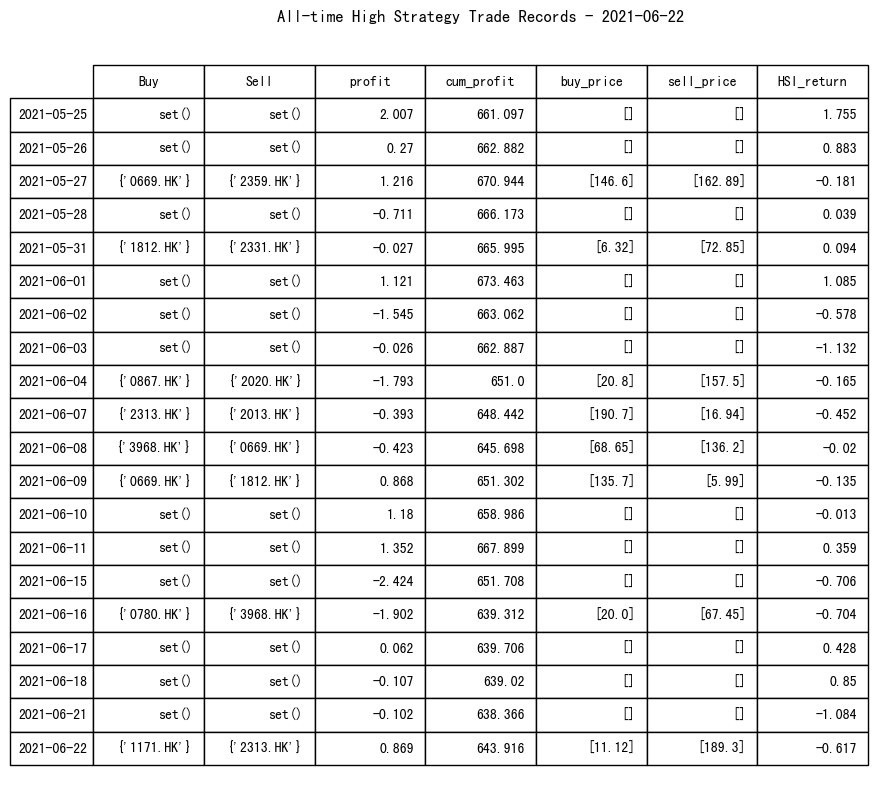 All-time High Strategy Trade Records - 2021-06-22
Buy Sell profit cum_profit buy_price sell_price HSI_return
2021-05-25 set() set() 2.007 661.097 [] [] 1.755
2021-05-26 set() set() 0.27 662.882 [] [] 0.883
2021-05-27 {'0669.HK'} {'2359.HK'} 1.216 670.944 [146.6] [162.89] -0.181
2021-05-28 set() set() -0.711 666.173 [] [] 0.039
2021-05-31 {'1812.HK'} {'2331.HK'} -0.027 665.995 [6.32] [72.85] 0.094
2021-06-01 set() set() 1.121 673.463 [] [] 1.085
2021-06-02 set() set() -1.545 663.062 [] [] -0.578
2021-06-03 set() set() -0.026 662.887 [] [] -1.132
2021-06-04 {'0867.HK'} {'2020.HK'} -1.793 651.0 [20.8] [157.5] -0.165
2021-06-07 {'2313.HK'} {'2013.HK'} -0.393 648.442 [190.7] [16.94] -0.452
2021-06-08 {'3968.HK'} {'0669.HK'} -0.423 645.698 [68.65] [136.2] -0.02
2021-06-09 {'0669.HK'} {'1812.HK'} 0.868 651.302 [135.7] [5.99] -0.135
2021-06-10 set() set() 1.18 658.986 [] [] -0.013
2021-06-11 set() set() 1.352 667.899 [] [] 0.359
2021-06-15 set() set() -2.424 651.708 [] [] -0.706
2021-06-16 {'0780.HK'} {'3968.HK'} -1.902 639.312 [20.0] [67.45] -0.704
2021-06-17 set() set() 0.062 639.706 [] [] 0.428
2021-06-18 set() set() -0.107 639.02 [] [] 0.85
2021-06-21 set() set() -0.102 638.366 [] [] -1.084
2021-06-22 {'1171.HK'} {'2313.HK'} 0.869 643.916 [11.12] [189.3] -0.617